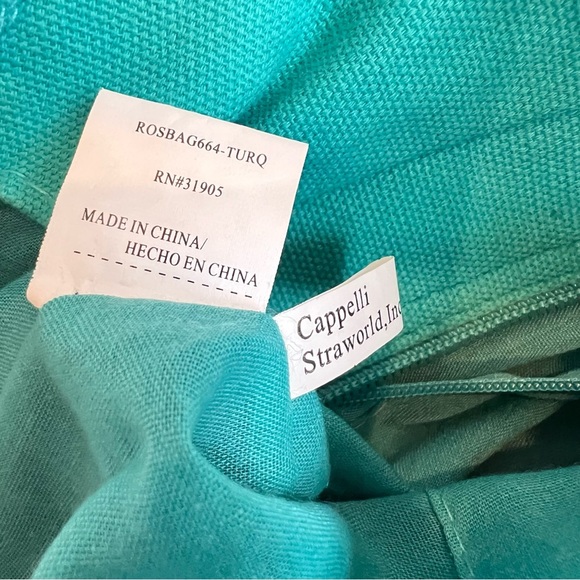 ROSBAG664-TURQ
RN#31905
MADE IN CHINA/
HECHO EN CHINA
Cappelli
Straworld,Inc